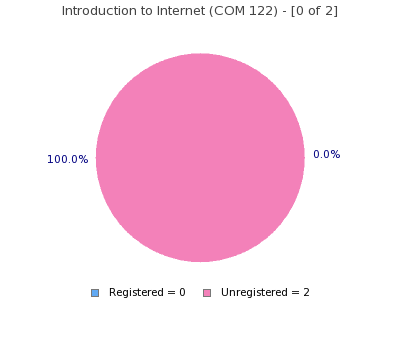 Introduction to Internet (COM 122) - [0 of 2]
100.0%
0.0%
Registered = 0
Unregistered = 2